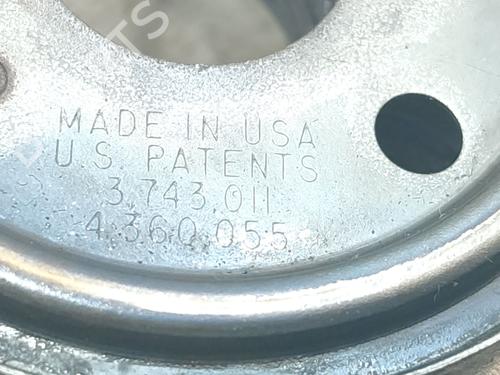 MADE IN USA
U.S. PATENTS
3,743,011
4,360,055